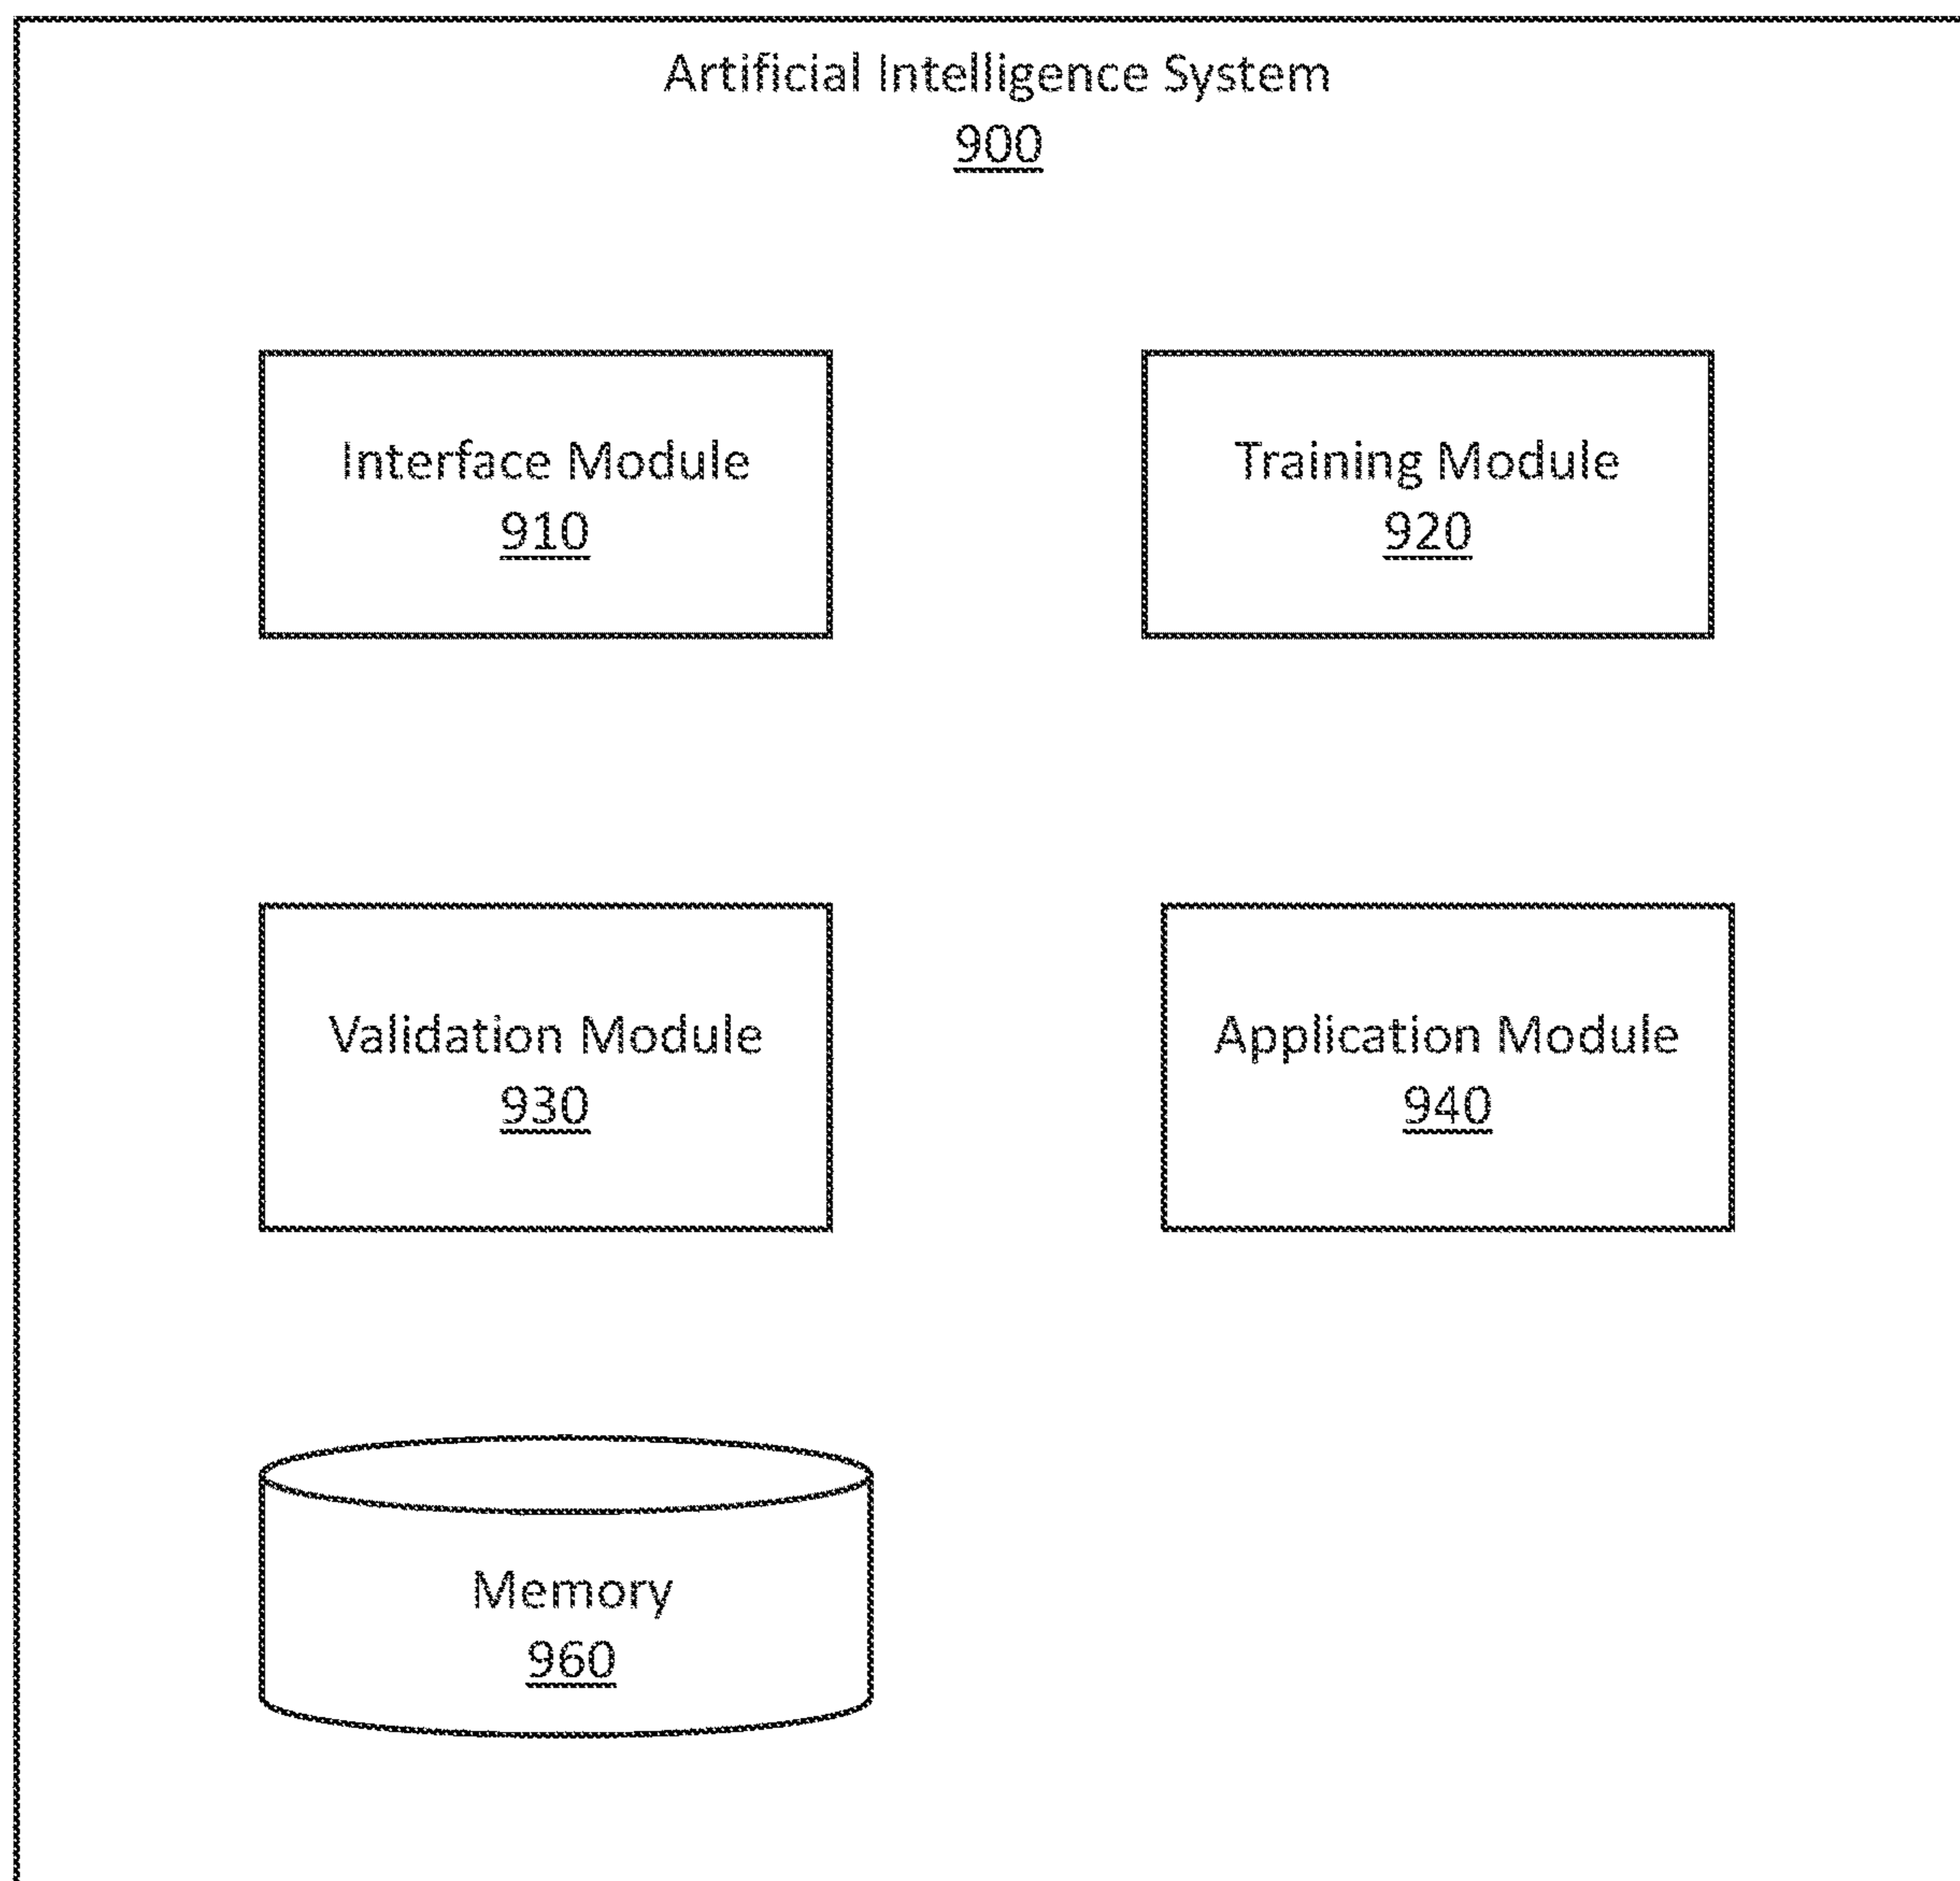 Artificial Intelligence System
900
Interface Module
910
Training Module
920
Validation Module
930
Application Module
940
Memory
960